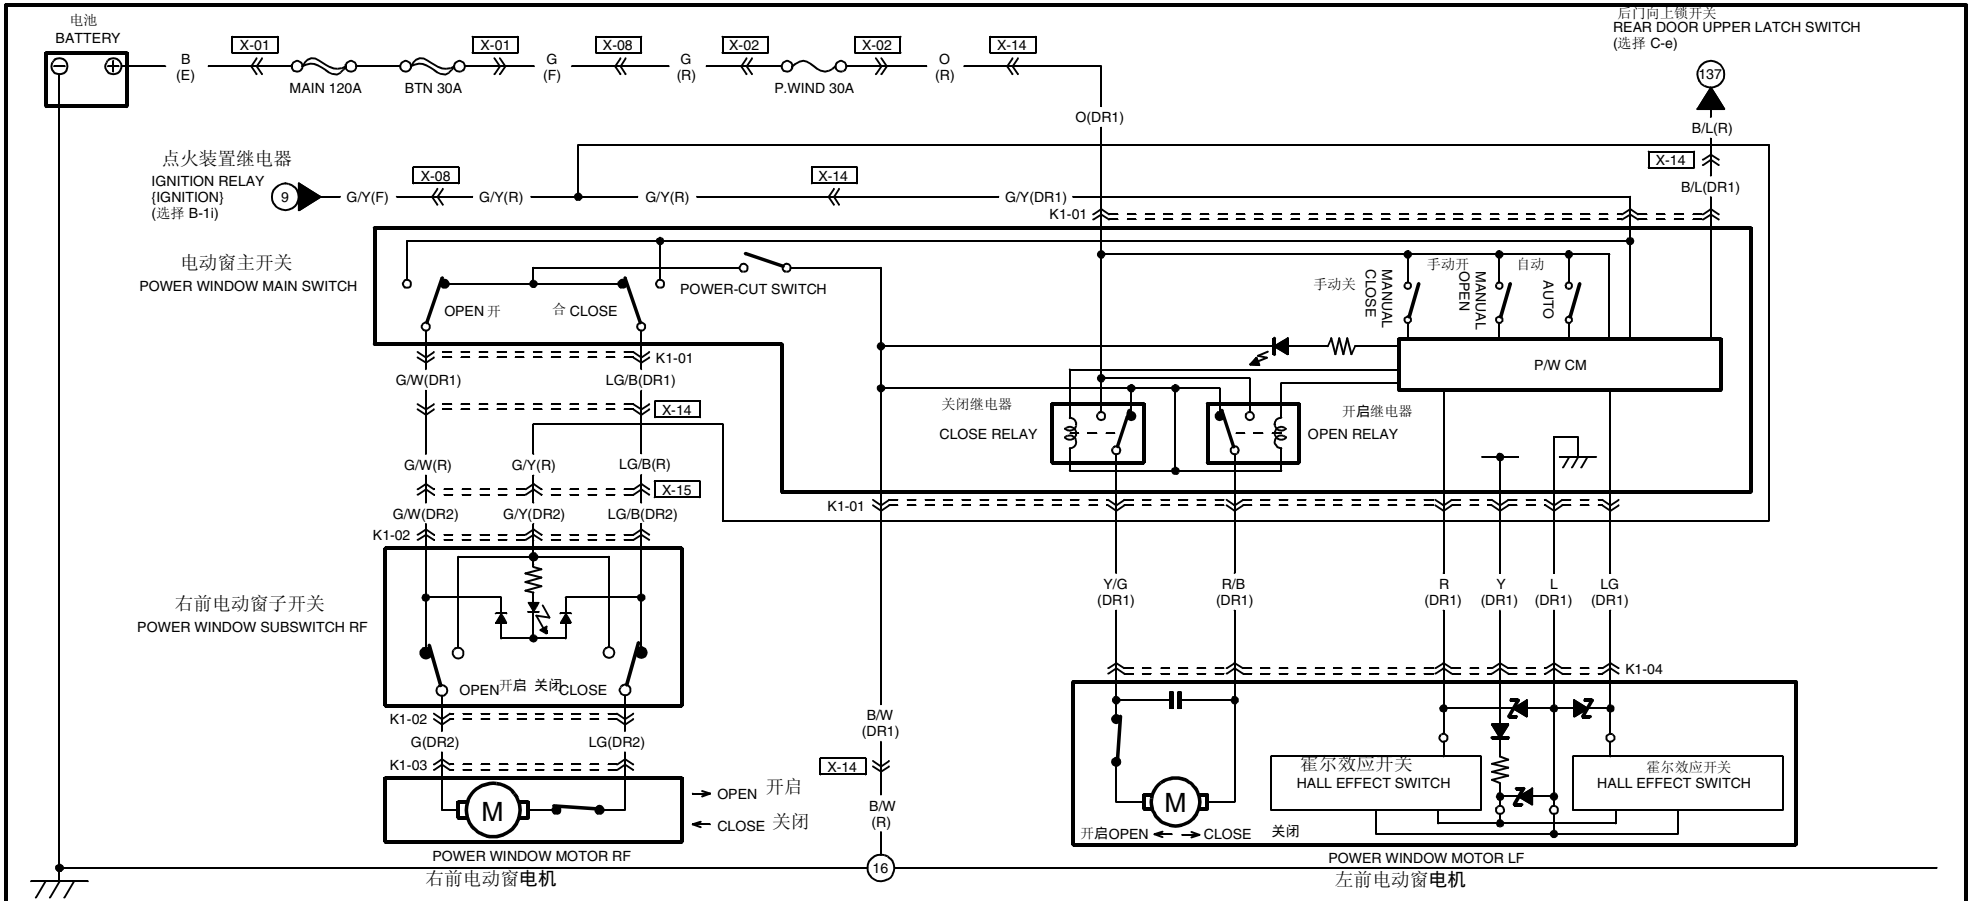 电池
BATTERY
后门向上锁开关
REAR DOOR UPPER LATCH SWITCH
(选择 C-e)
B
(E)
X-01
MAIN 120A
BTN 30A
X-01
G
(F)
X-08
G
(R)
X-02
P.WIND 30A
X-02
O
(R)
X-14
O(DR1)
137
B/L(R)
X-14
B/L(DR1)
点火装置继电器
IGNITION RELAY
{IGNITION}
(选择 B-1i)
9
G/Y(F)
X-08
G/Y(R)
G/Y(R)
X-14
G/Y(DR1)
K1-01
电动窗主开关
POWER WINDOW MAIN SWITCH
OPEN 开
合 CLOSE
POWER-CUT SWITCH
手动关
MANUAL
CLOSE
手动开
MANUAL
OPEN
自动
AUTO
P/W CM
K1-01
G/W(DR1)
LG/B(DR1)
X-14
关闭继电器
CLOSE RELAY
开启继电器
OPEN RELAY
G/W(R)
G/Y(R)
LG/B(R)
X-15
G/W(DR2)
G/Y(DR2)
LG/B(DR2)
K1-01
K1-02
右前电动窗子开关
POWER WINDOW SUBSWITCH RF
OPEN开启 关闭CLOSE
Y/G
(DR1)
R/B
(DR1)
R
(DR1)
Y
(DR1)
L
(DR1)
LG
(DR1)
K1-04
K1-02
G(DR2)
LG(DR2)
K1-03
B/W
(DR1)
X-14
B/W
(R)
16
M
OPEN 开启
CLOSE 关闭
POWER WINDOW MOTOR RF
右前电动窗电机
M
开启OPEN
CLOSE 关闭
霍尔效应开关
HALL EFFECT SWITCH
霍尔效应开关
HALL EFFECT SWITCH
POWER WINDOW MOTOR LF
左前电动窗电机